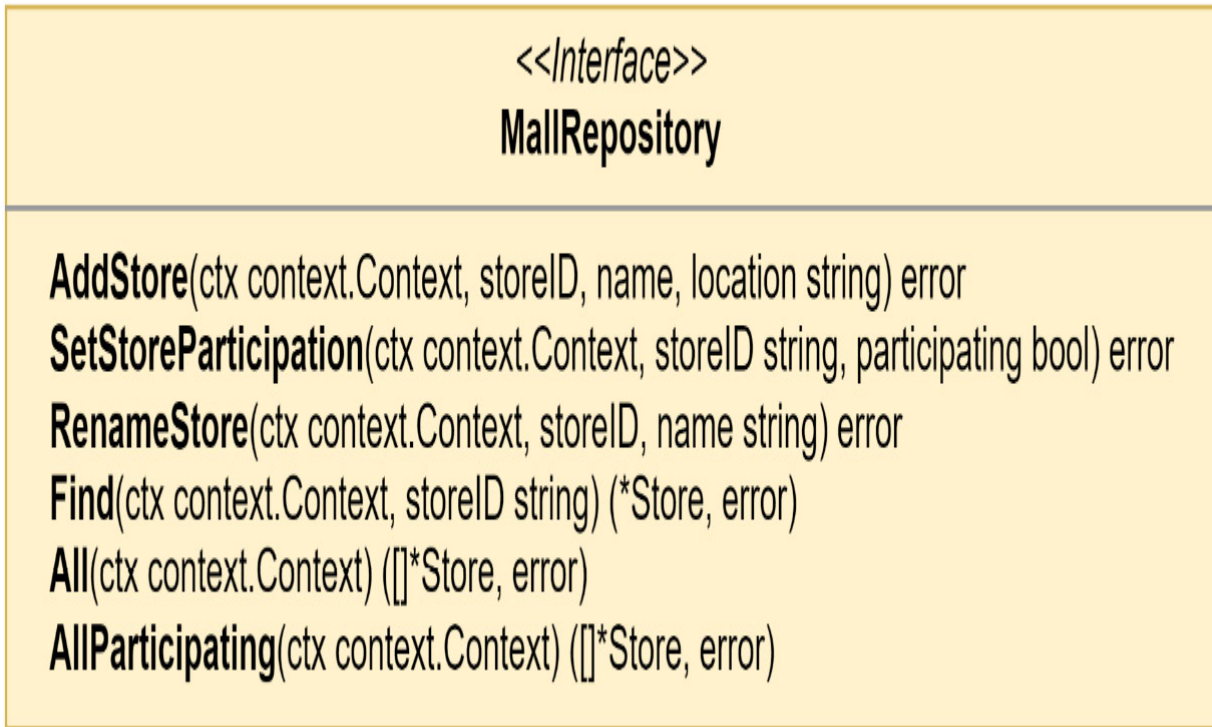 <<Interface>>
MallRepository
AddStore(ctx context.Context, storeID, name, location string) error
SetStoreParticipation(ctx context.Context, storeID string, participating bool) error
RenameStore(ctx context.Context, storeID, name string) error
Find(ctx context.Context, storeID string) (*Store, error)
All(ctx context.Context) ([]*Store, error)
AllParticipating(ctx context.Context) ([]*Store, error)